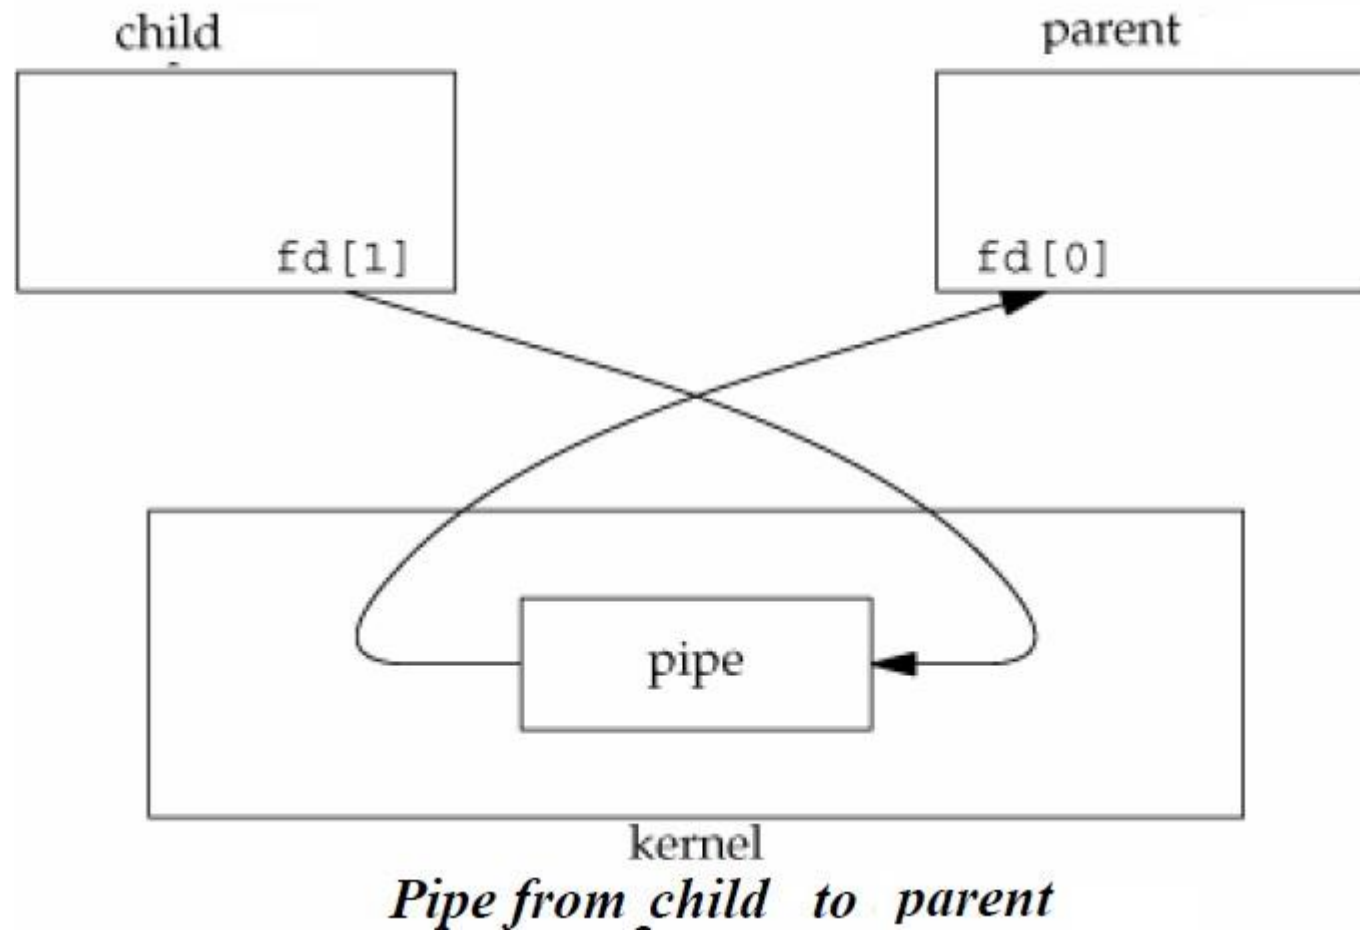 child parent
fd[1] fd[0]
pipe
kernel
Pipe from child to parent